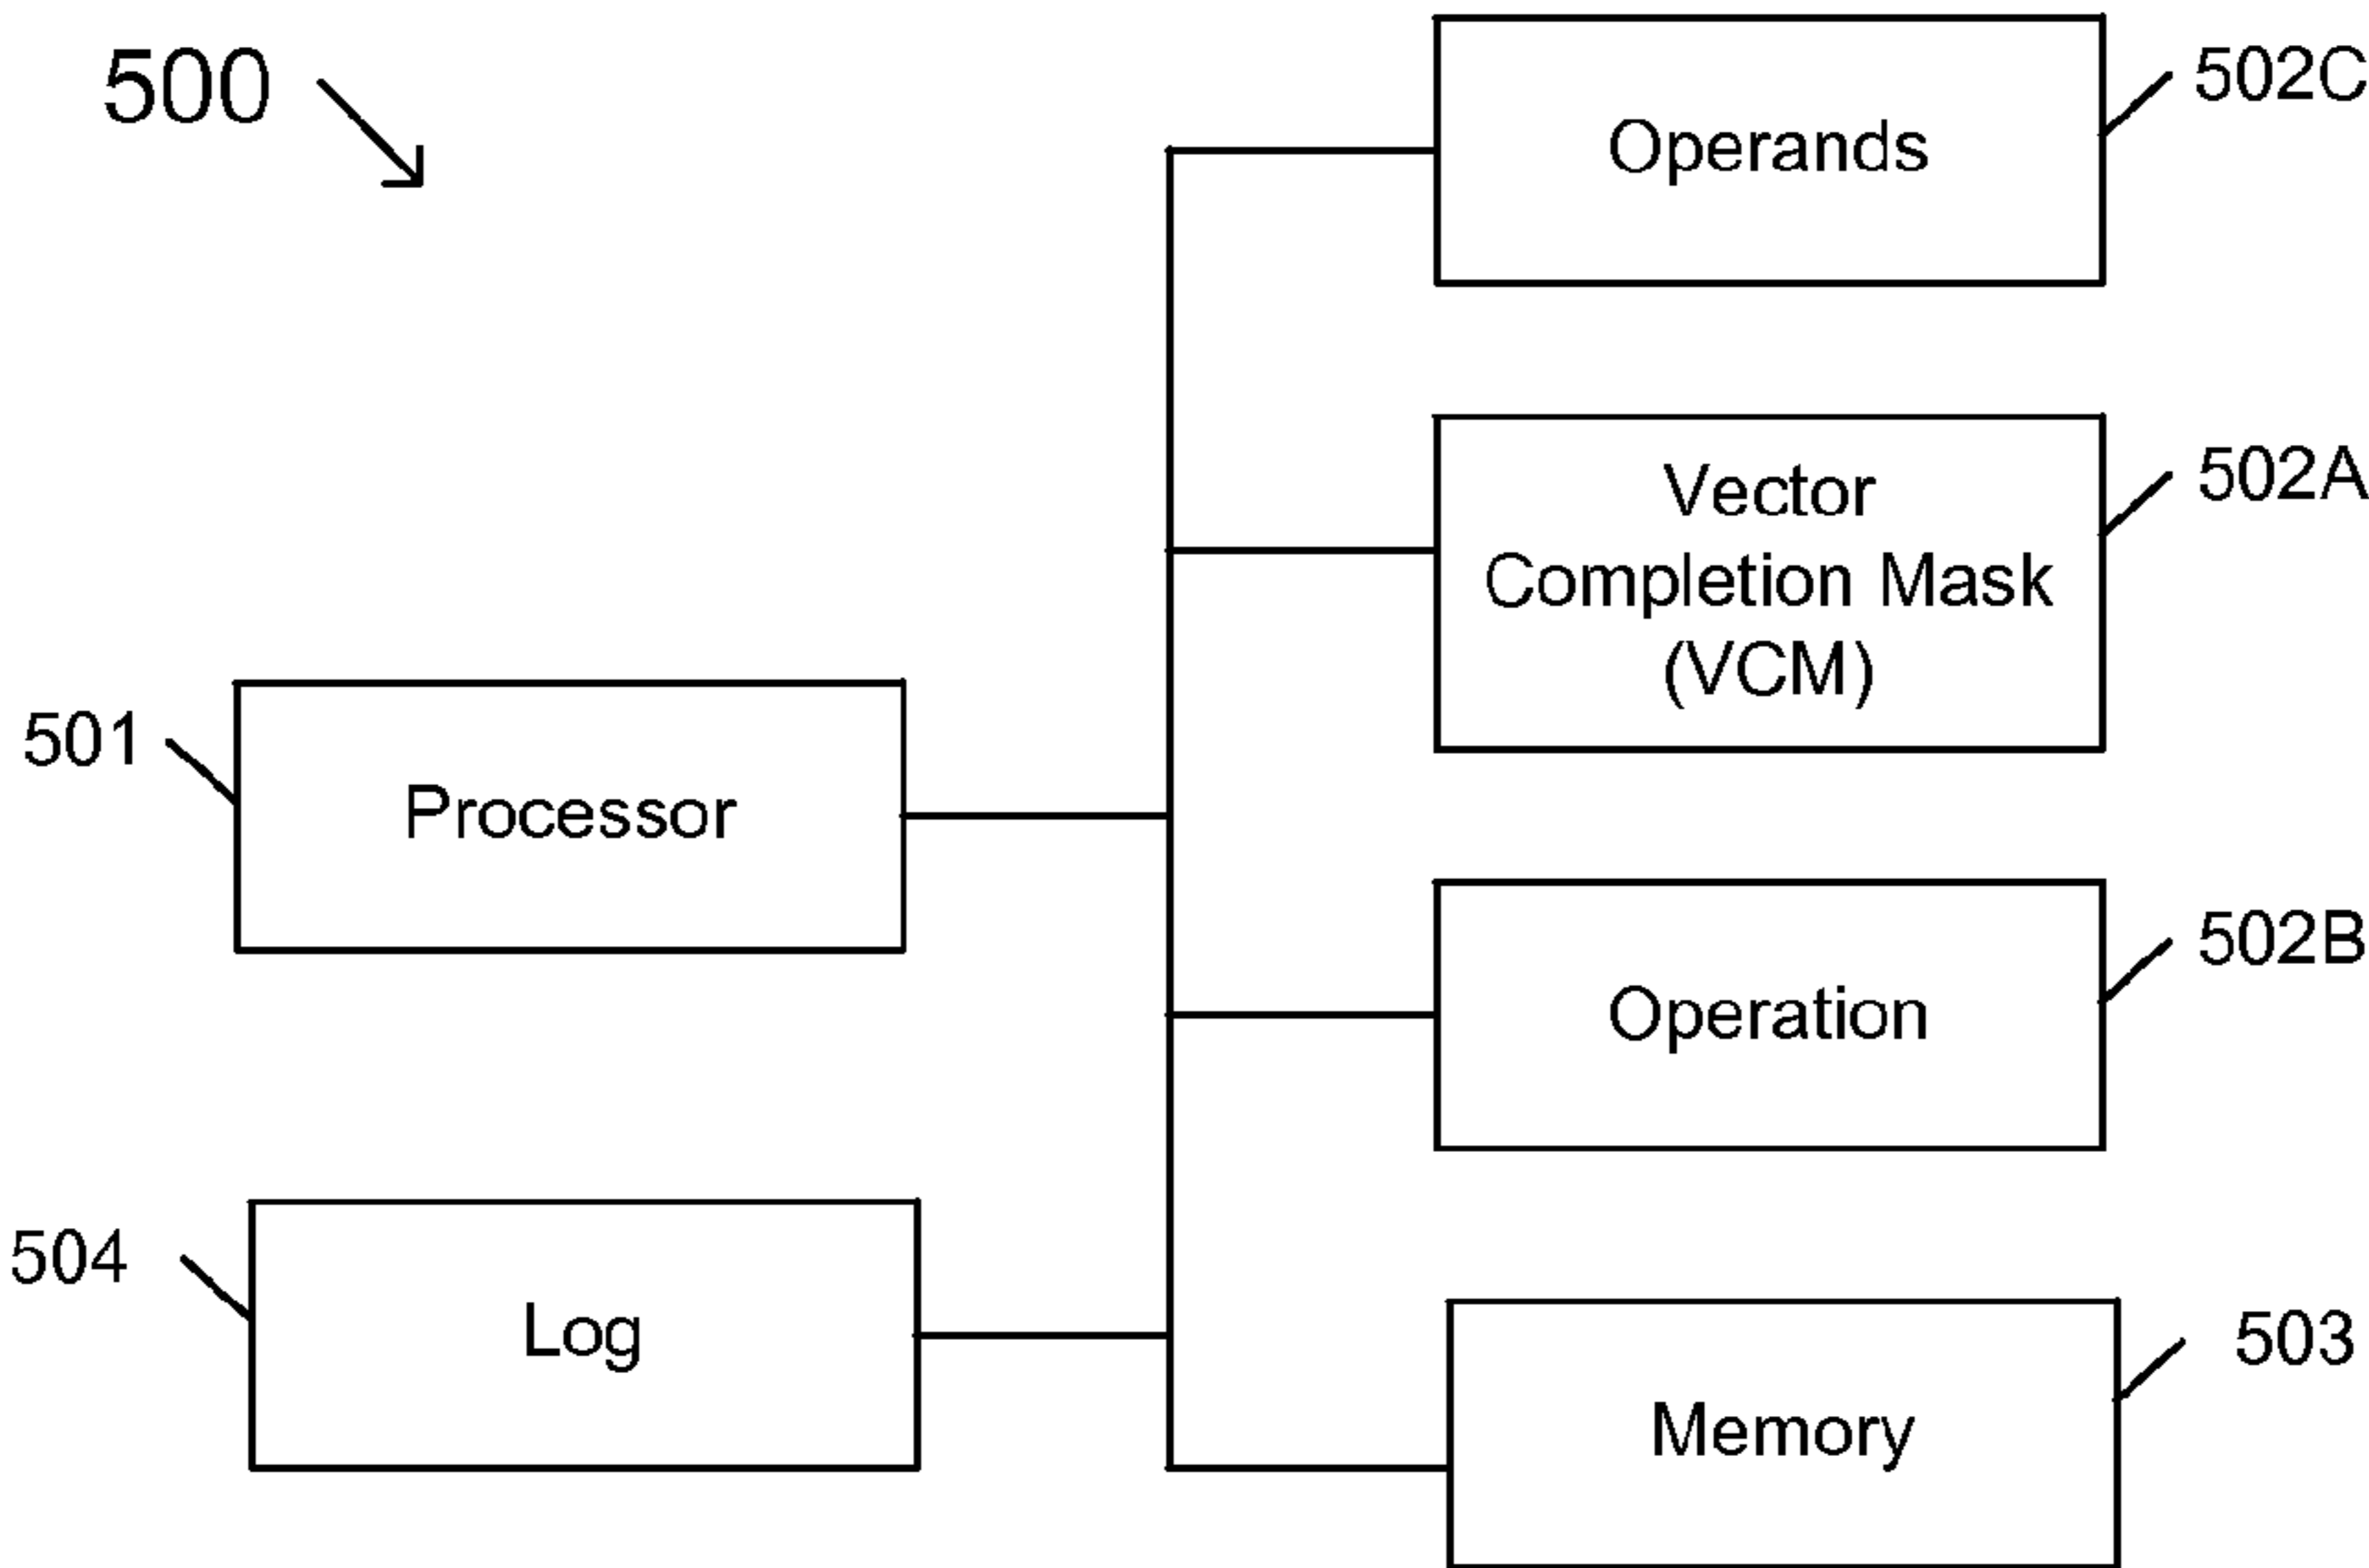 500
Operands
502C
Vector
Completion Mask
(VCM)
502A
501
Processor
Operation
502B
504
Log
Memory
503